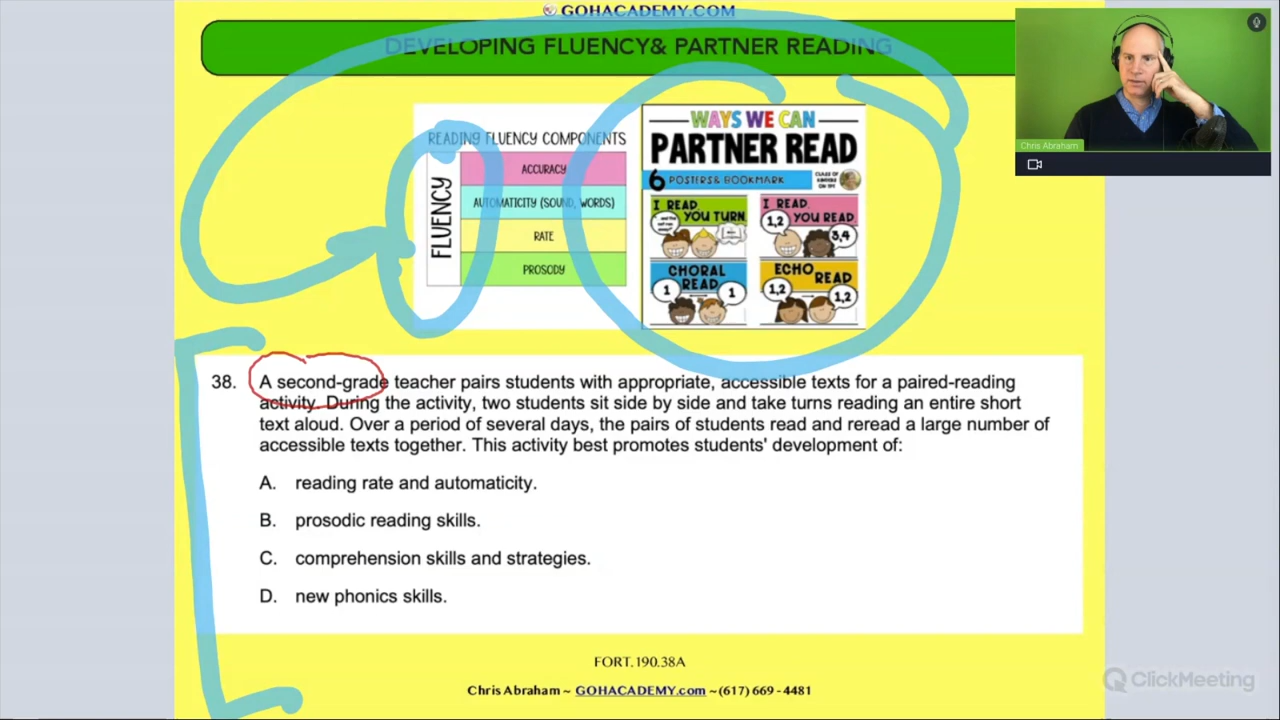 GOHACADEMY.COM
DEVELOPING FLUENCY& PARTNER READING
Chris Abraham
READING FLUENCY COMPONENTS
FLUENCY
ACCURACY
AUTOMATICITY (SOUND, WORDS)
RATE
PROSODY
WAYS WE CAN
PARTNER READ
6 POSTERS & BOOKMARK
CLASS OF
KINDERS
ON TPT
I READ,
YOU TURN
I READ,
YOU READ
1,2
3,4
CHORAL
READ
1
1
ECHO
READ
1,2
1,2
38. A second-grade teacher pairs students with appropriate, accessible texts for a paired-reading
activity. During the activity, two students sit side by side and take turns reading an entire short
text aloud. Over a period of several days, the pairs of students read and reread a large number of
accessible texts together. This activity best promotes students' development of:
A. reading rate and automaticity.
B. prosodic reading skills.
C. comprehension skills and strategies.
D. new phonics skills.
FORT.190.38A
Chris Abraham ~ GOHACADEMY.com ~(617) 669 - 4481
ClickMeeting